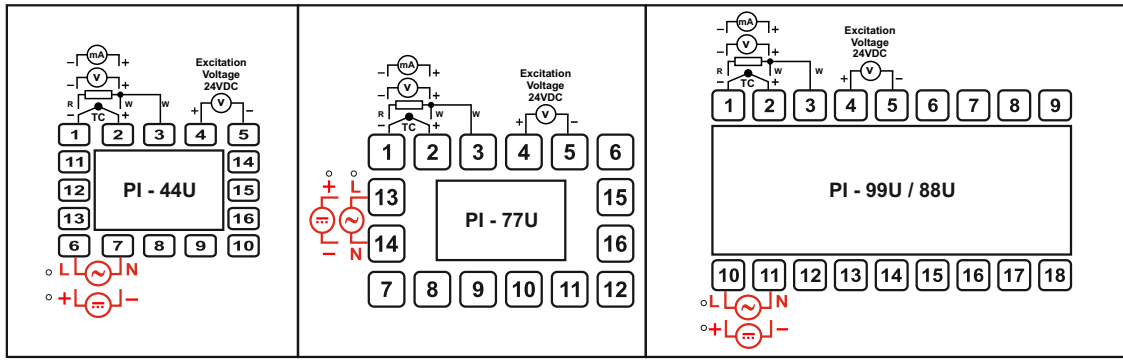 mA
- +
V
- +
R W W
- TC +
Excitation
Voltage
24VDC
+ V -
1 2 3 4 5
11 14
12 PI - 44U 15
13 16
6 7 8 9 10
L ~ N
+ -
mA
- +
V
- +
R W W
- TC +
Excitation
Voltage
24VDC
+ V -
1 2 3 4 5 6
+ L
13 15
PI - 77U
14 16
- N
7 8 9 10 11 12
mA
- +
V
- +
R W W
- TC +
Excitation
Voltage
24VDC
+ V -
1 2 3 4 5 6 7 8 9
PI - 99U / 88U
10 11 12 13 14 15 16 17 18
L ~ N
+ -